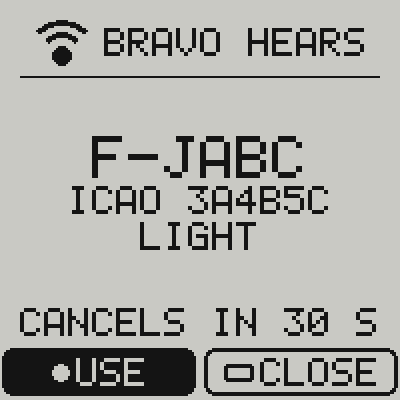 BRAVO HEARS
F-JABC
ICAO 3A4B5C
LIGHT
CANCELS IN 30 S
USE
CLOSE